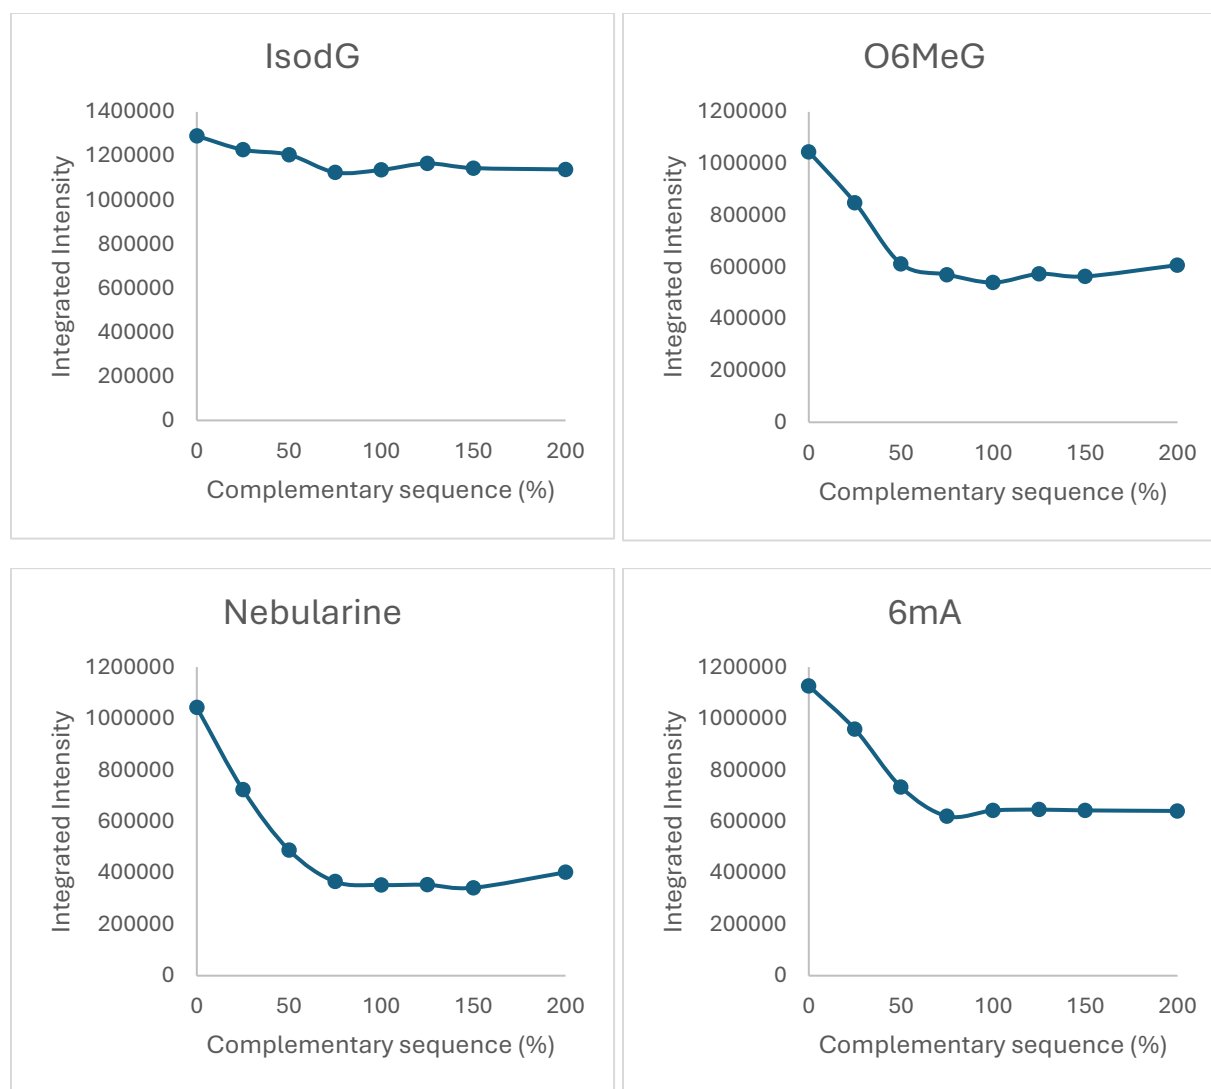 IsodG
Integrated Intensity
1400000
1200000
1000000
800000
600000
400000
200000
0
0 50 100 150 200
Complementary sequence (%)
O6MeG
Integrated Intensity
1200000
1000000
800000
600000
400000
200000
0
0 50 100 150 200
Complementary sequence (%)
Nebularine
Integrated Intensity
1200000
1000000
800000
600000
400000
200000
0
0 50 100 150 200
Complementary sequence (%)
6mA
Integrated Intensity
1200000
1000000
800000
600000
400000
200000
0
0 50 100 150 200
Complementary sequence (%)